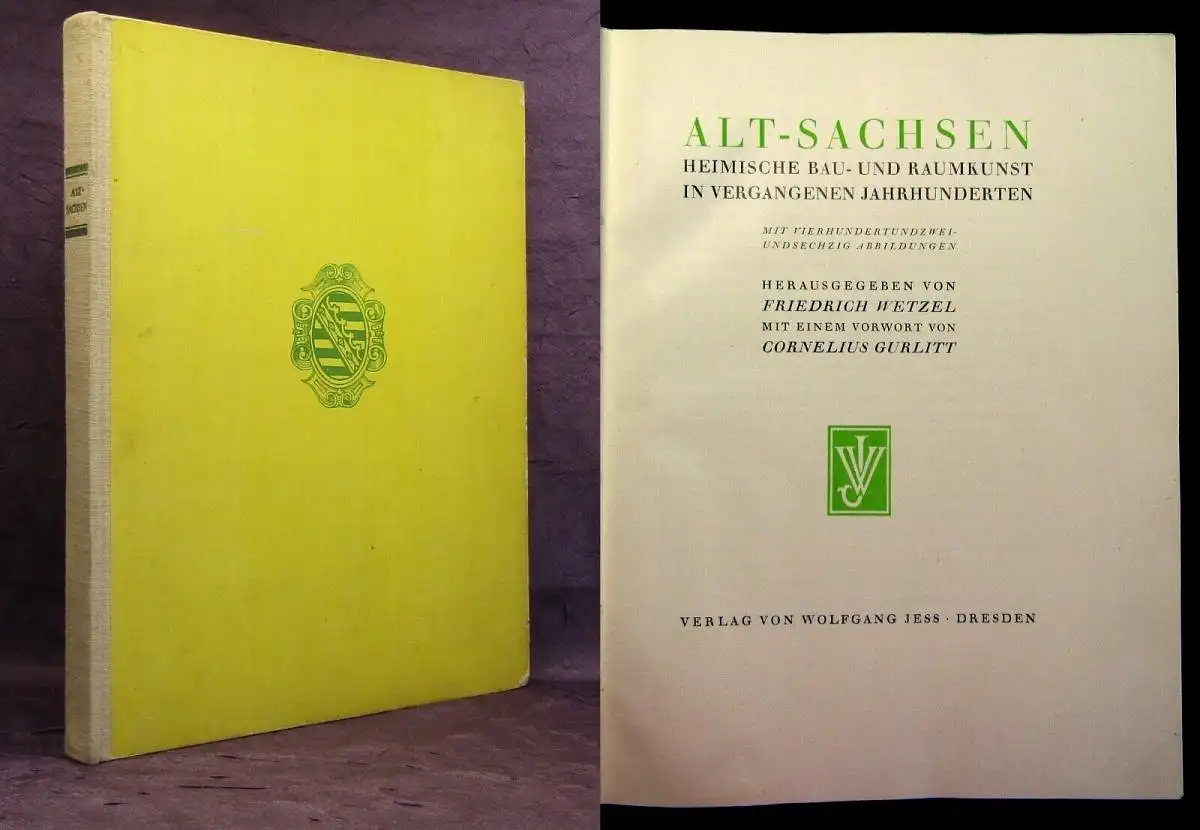 ALT-
SACHSEN
ALT-SACHSEN
HEIMISCHE BAU- UND RAUMKUNST
IN VERGANGENEN JAHRHUNDERTEN
MIT VIERHUNDERTUNDZWEI-
UNDSECHZIG ABBILDUNGEN
HERAUSGEGEBEN VON
FRIEDRICH WETZEL
MIT EINEM VORWORT VON
CORNELIUS GURLITT
WJ
VERLAG VON WOLFGANG JESS · DRESDEN